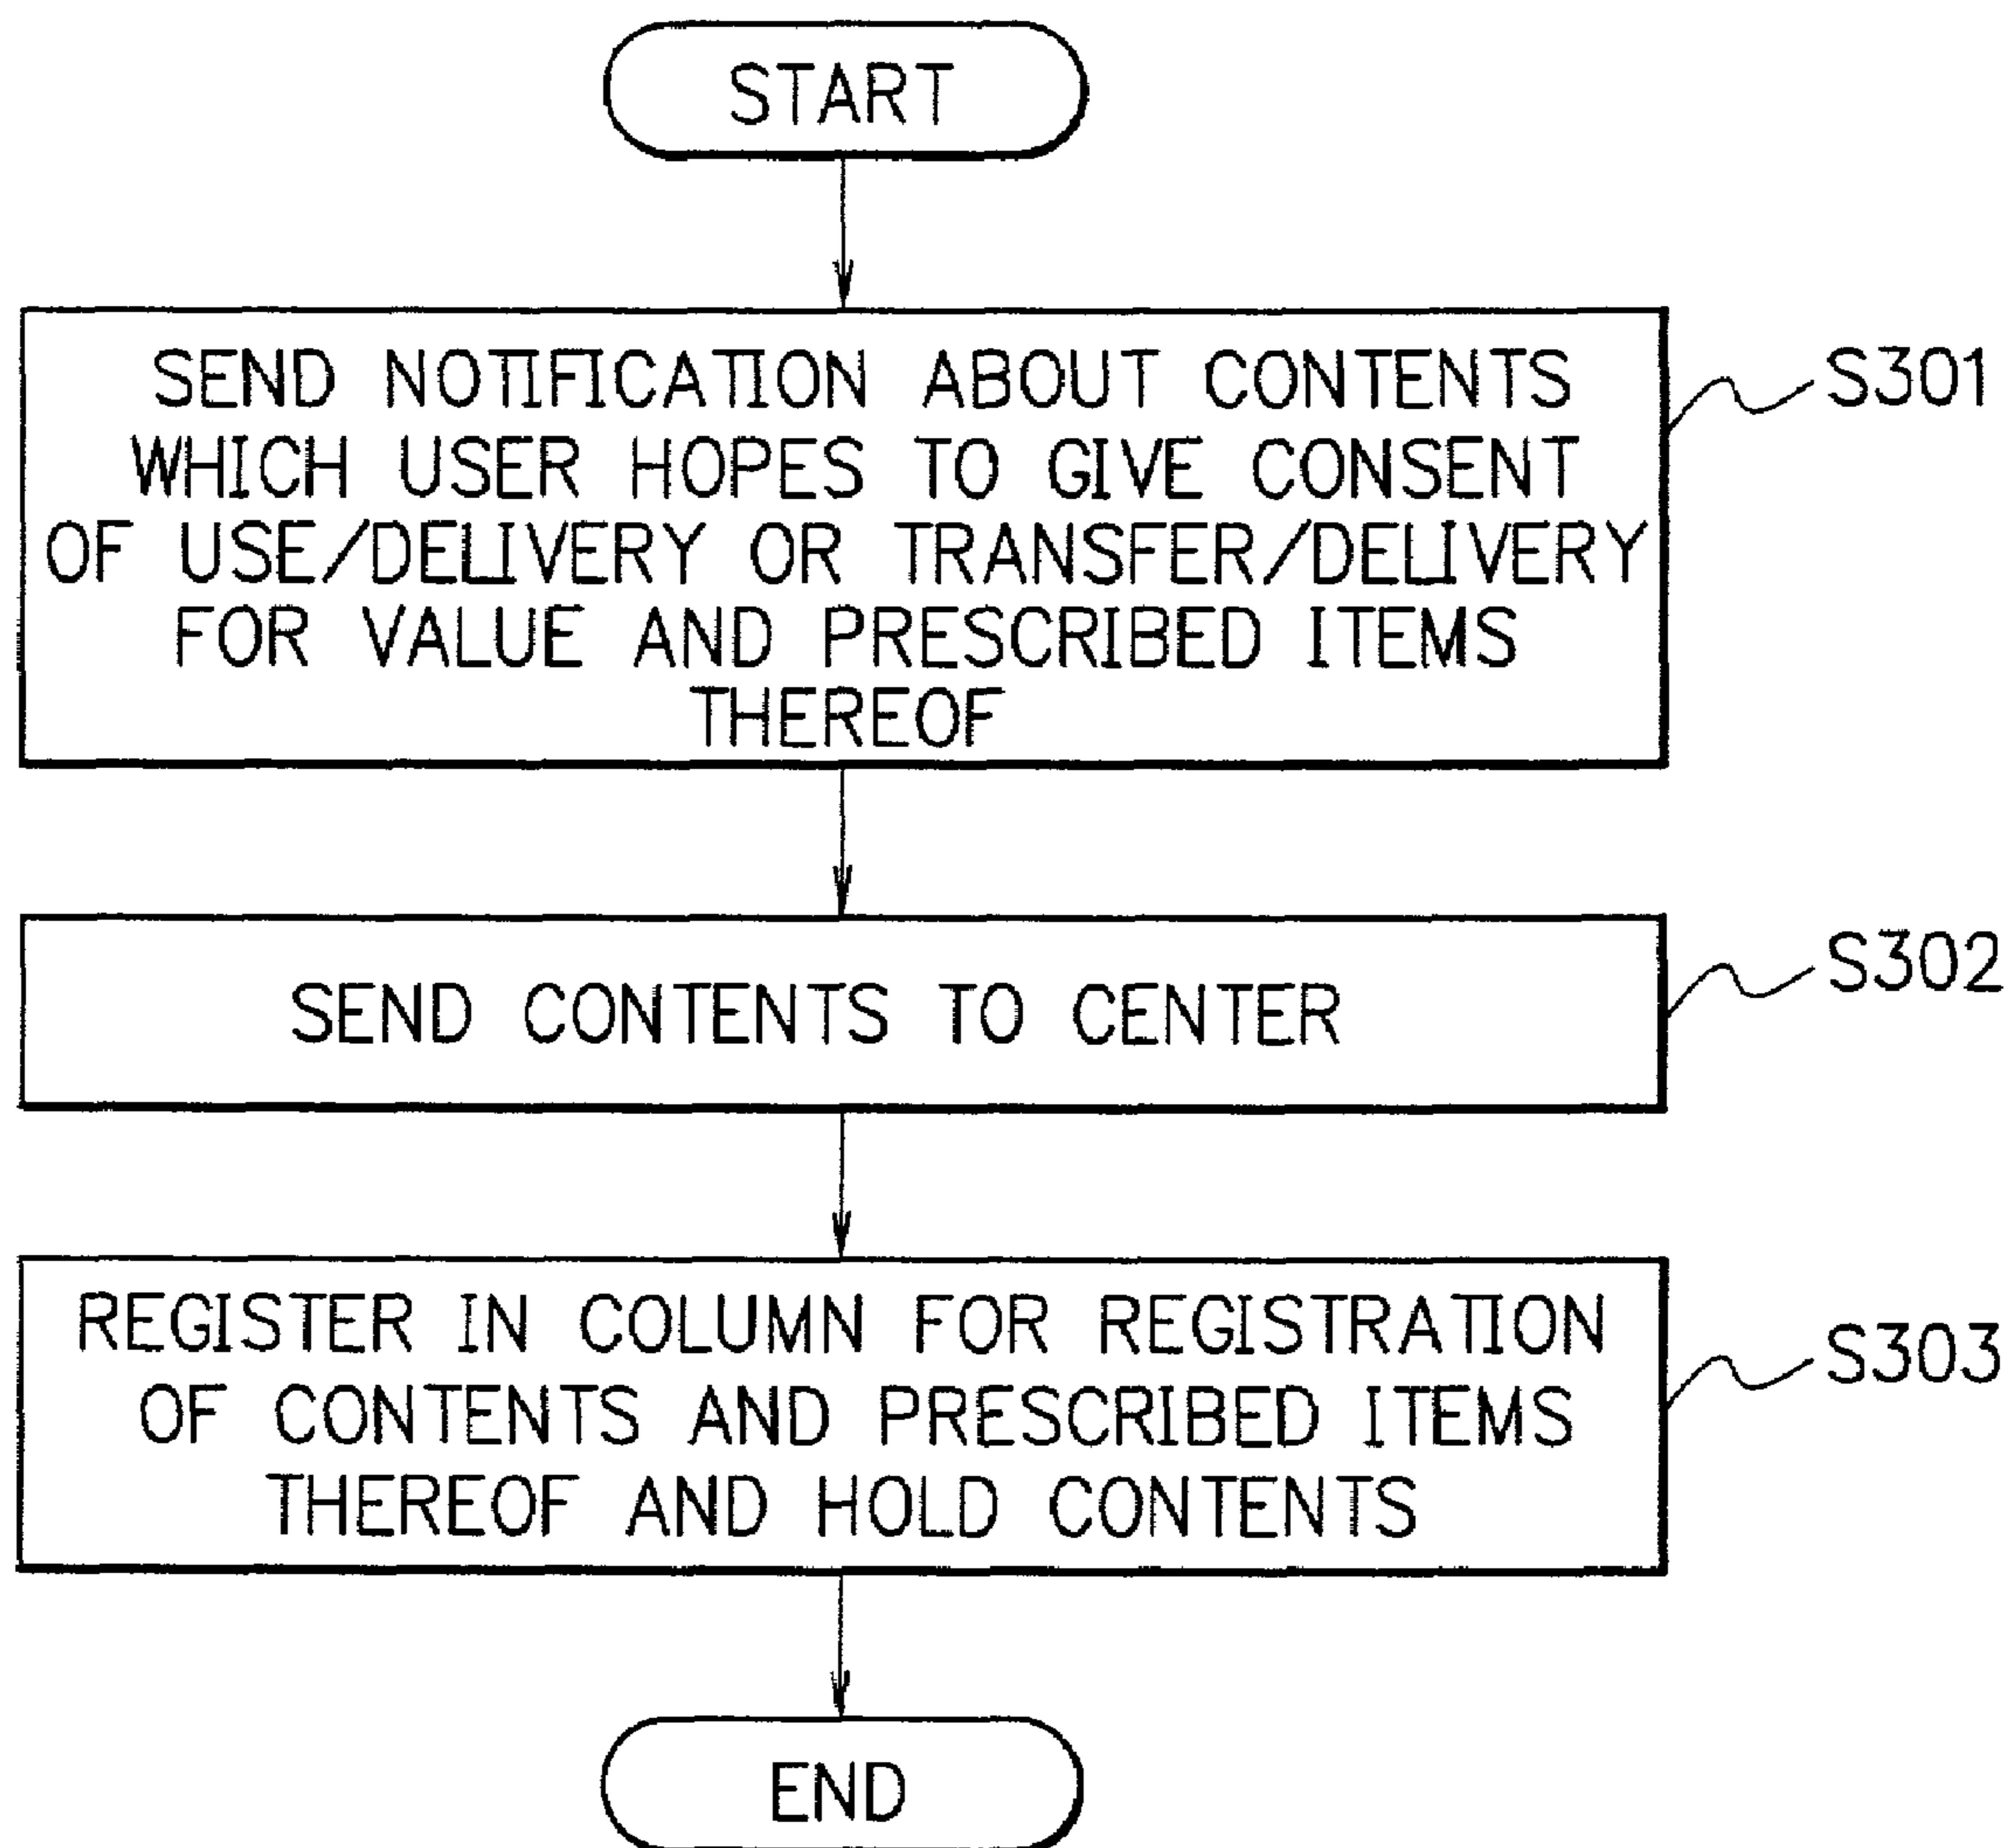 START
SEND NOTIFICATION ABOUT CONTENTS
WHICH USER HOPES TO GIVE CONSENT
OF USE/DELIVERY OR TRANSFER/DELIVERY
FOR VALUE AND PRESCRIBED ITEMS
THEREOF
S301
SEND CONTENTS TO CENTER
S302
REGISTER IN COLUMN FOR REGISTRATION
OF CONTENTS AND PRESCRIBED ITEMS
THEREOF AND HOLD CONTENTS
S303
END